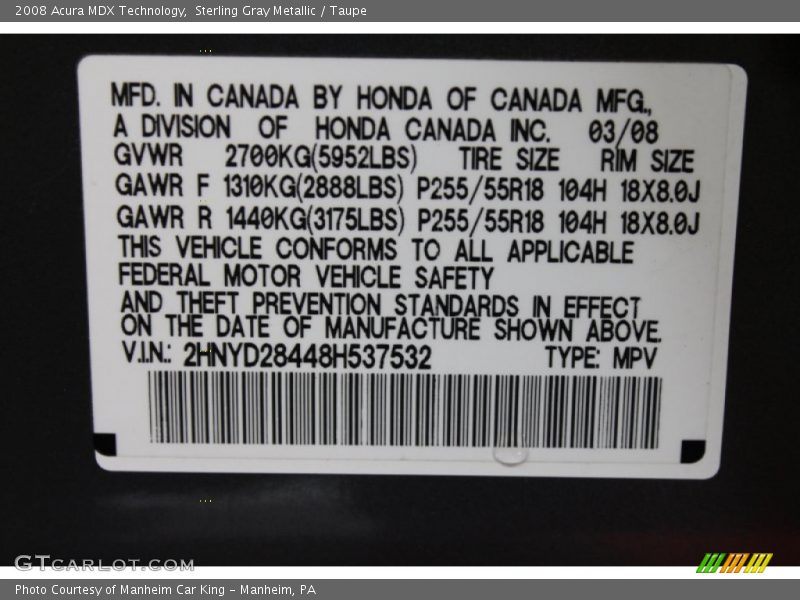 2008 Acura MDX Technology, Sterling Gray Metallic / Taupe
MFD. IN CANADA BY HONDA OF CANADA MFG.,
A DIVISION OF HONDA CANADA INC. 03/08
GVWR 2700KG(5952LBS) TIRE SIZE RIM SIZE
GAWR F 1310KG(2888LBS) P255/55R18 104H 18X8.0J
GAWR R 1440KG(3175LBS) P255/55R18 104H 18X8.0J
THIS VEHICLE CONFORMS TO ALL APPLICABLE
FEDERAL MOTOR VEHICLE SAFETY
AND THEFT PREVENTION STANDARDS IN EFFECT
ON THE DATE OF MANUFACTURE SHOWN ABOVE.
V.I.N.: 2HNYD28448H537532 TYPE: MPV
GTCARLOT.COM
Photo Courtesy of Manheim Car King - Manheim, PA